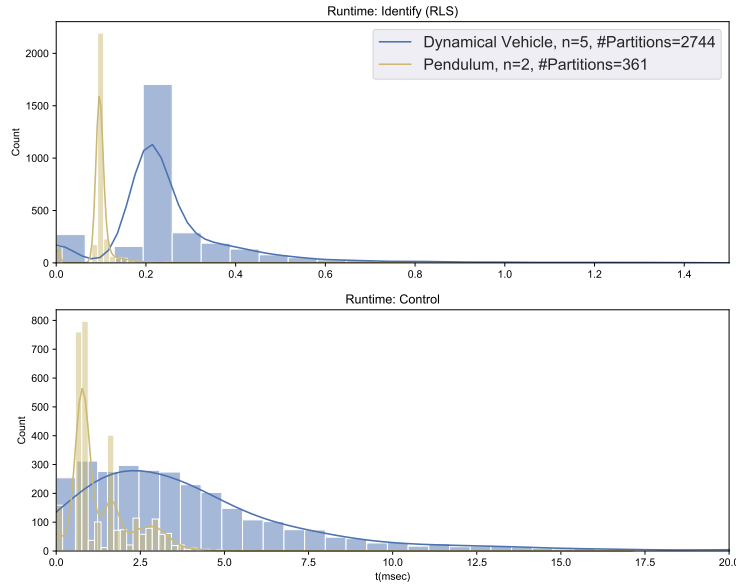 Runtime: Identify (RLS)
Count
2000
1500
1000
500
0
Dynamical Vehicle, n=5, #Partitions=2744
Pendulum, n=2, #Partitions=361
0.0 0.2 0.4 0.6 0.8 1.0 1.2 1.4
Runtime: Control
Count
800
700
600
500
400
300
200
100
0
0.0 2.5 5.0 7.5 10.0 12.5 15.0 17.5 20.0
t(msec)